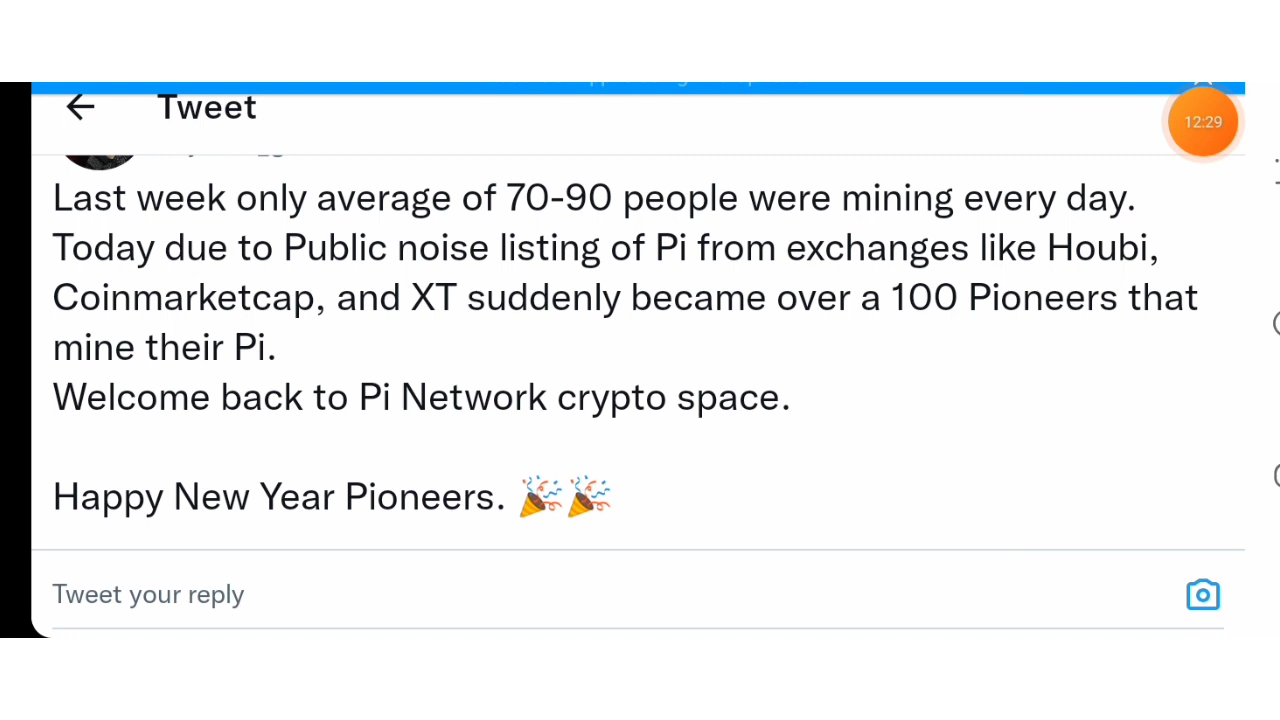 Tweet
12:29
Last week only average of 70-90 people were mining every day.
Today due to Public noise listing of Pi from exchanges like Houbi,
Coinmarketcap, and XT suddenly became over a 100 Pioneers that
mine their Pi.
Welcome back to Pi Network crypto space.
Happy New Year Pioneers. 🎉🎉
Tweet your reply